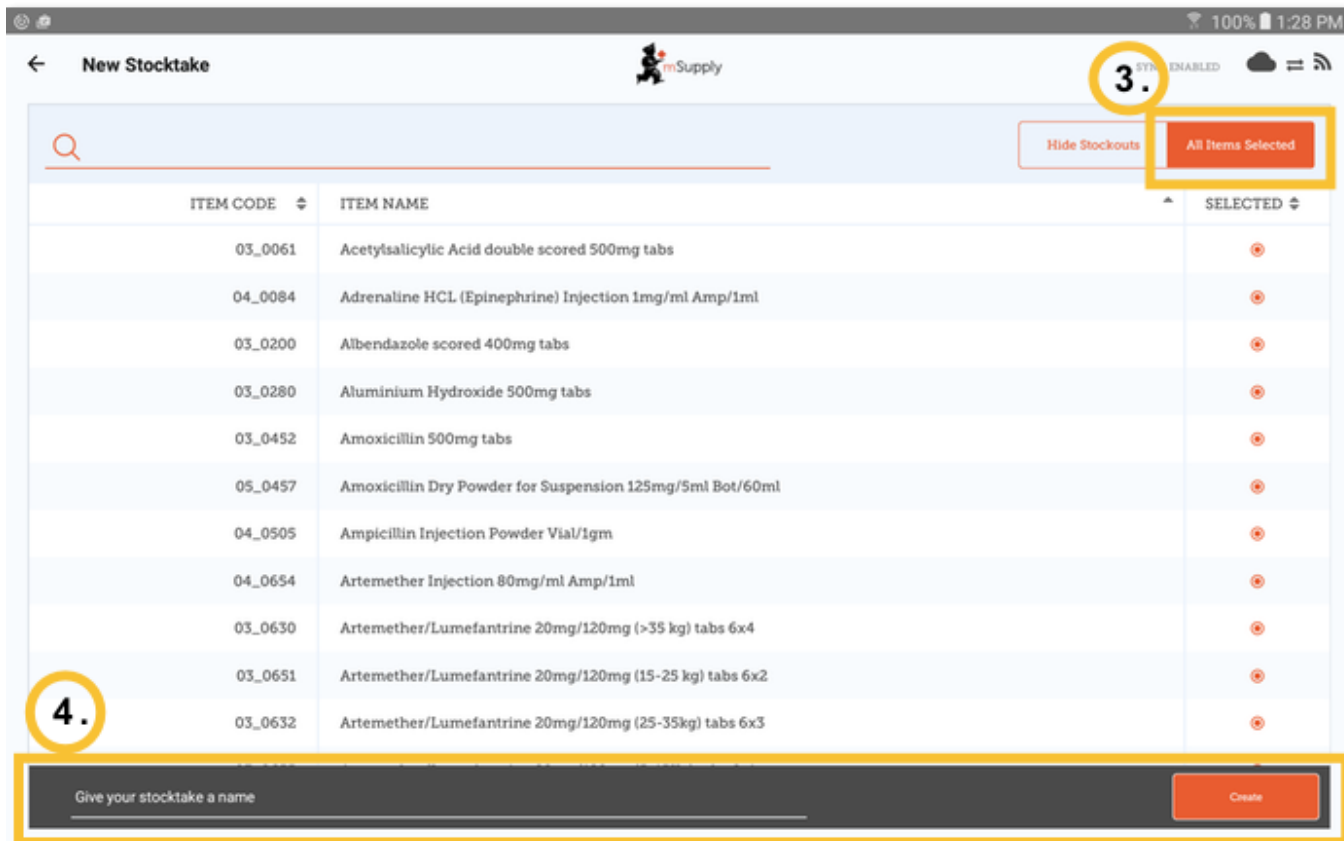 100% 1:28 PM
New Stocktake
mSupply
3.
ENABLED
Hide Stockouts
All Items Selected
ITEM CODE
ITEM NAME
SELECTED
03_0061 Acetylsalicylic Acid double scored 500mg tabs
04_0084 Adrenaline HCL (Epinephrine) Injection 1mg/ml Amp/1ml
03_0200 Albendazole scored 400mg tabs
03_0280 Aluminium Hydroxide 500mg tabs
03_0452 Amoxicillin 500mg tabs
05_0457 Amoxicillin Dry Powder for Suspension 125mg/5ml Bot/60ml
04_0505 Ampicillin Injection Powder Vial/1gm
04_0654 Artemether Injection 80mg/ml Amp/1ml
03_0630 Artemether/Lumefantrine 20mg/120mg (>35 kg) tabs 6x4
03_0651 Artemether/Lumefantrine 20mg/120mg (15-25 kg) tabs 6x2
4.
03_0632 Artemether/Lumefantrine 20mg/120mg (25-35kg) tabs 6x3
Give your stocktake a name
Create